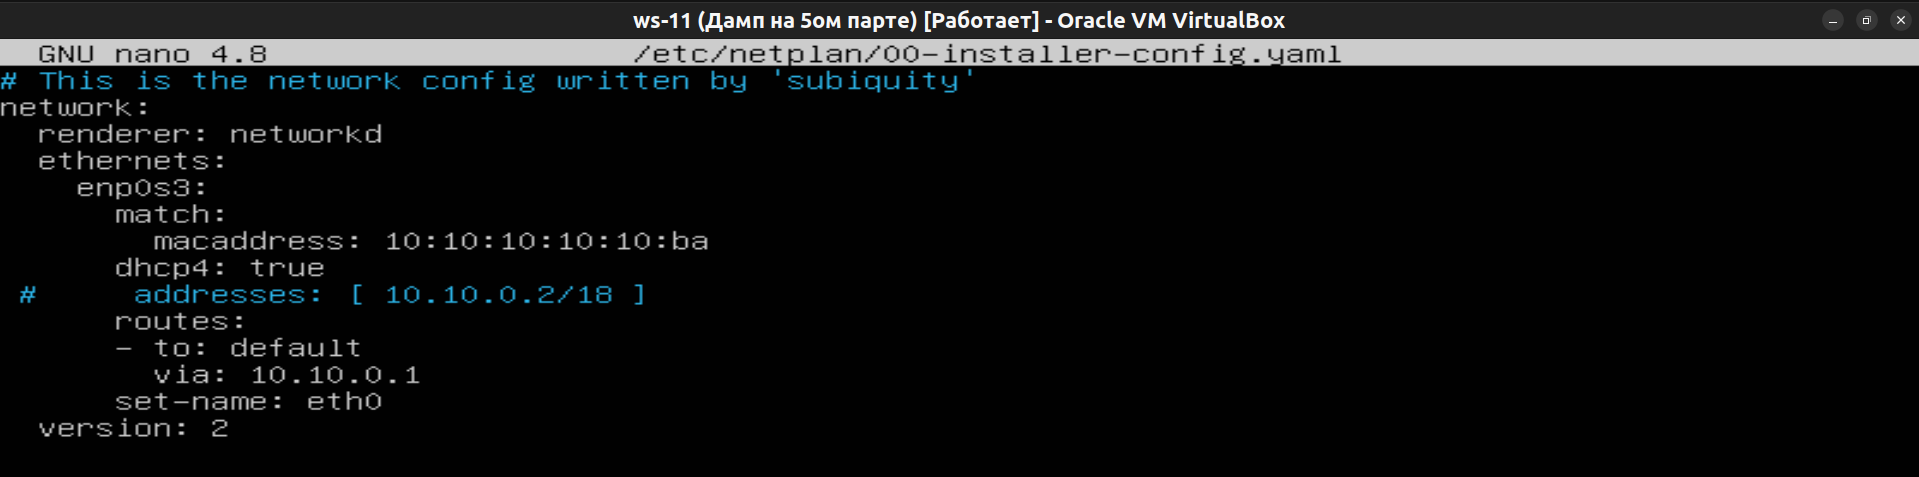 ws-11 (Дамп на 5ом парте) [Работает] - Oracle VM VirtualBox
GNU nano 4.8 /etc/netplan/00-installer-config.yaml
# This is the network config written by 'subiquity'
network:
  renderer: networkd
  ethernets:
    enp0s3:
      match:
        macaddress: 10:10:10:10:10:ba
      dhcp4: true
 #     addresses: [ 10.10.0.2/18 ]
      routes:
      - to: default
        via: 10.10.0.1
      set-name: eth0
  version: 2